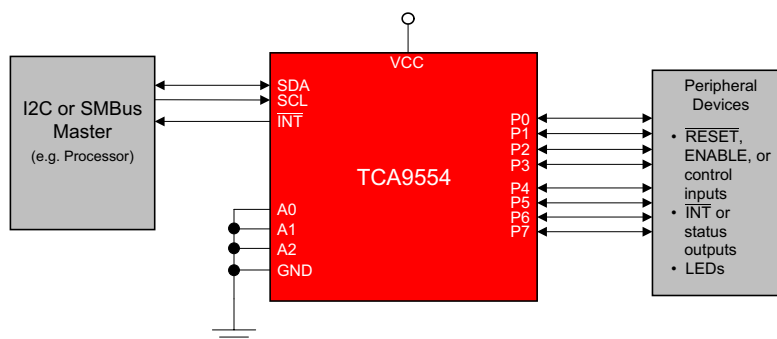 VCC
I2C or SMBus
Master
(e.g. Processor)
SDA
SCL
INT
A0
A1
A2
GND
TCA9554
P0
P1
P2
P3
P4
P5
P6
P7
Peripheral
Devices
• RESET,
ENABLE, or
control
inputs
• INT or
status
outputs
• LEDs